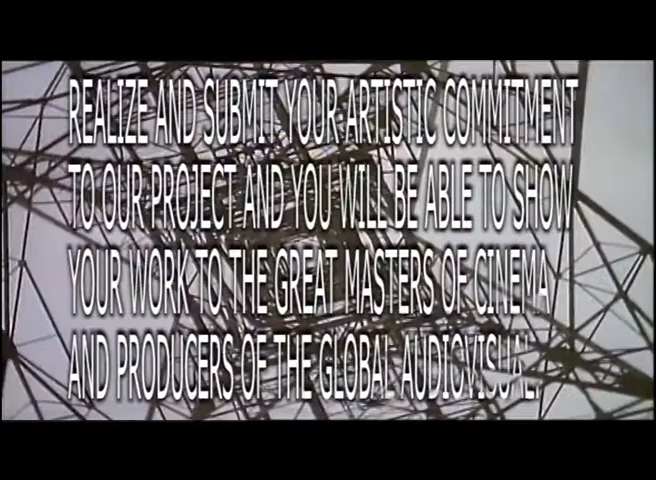 REALIZE AND SUBMIT YOUR ARTISTIC COMMITMENT
TO OUR PROJECT AND YOU WILL BE ABLE TO SHOW
YOUR WORK TO THE GREAT MASTERS OF CINEMA
AND PRODUCERS OF THE GLOBAL AUDIOVISUAL.